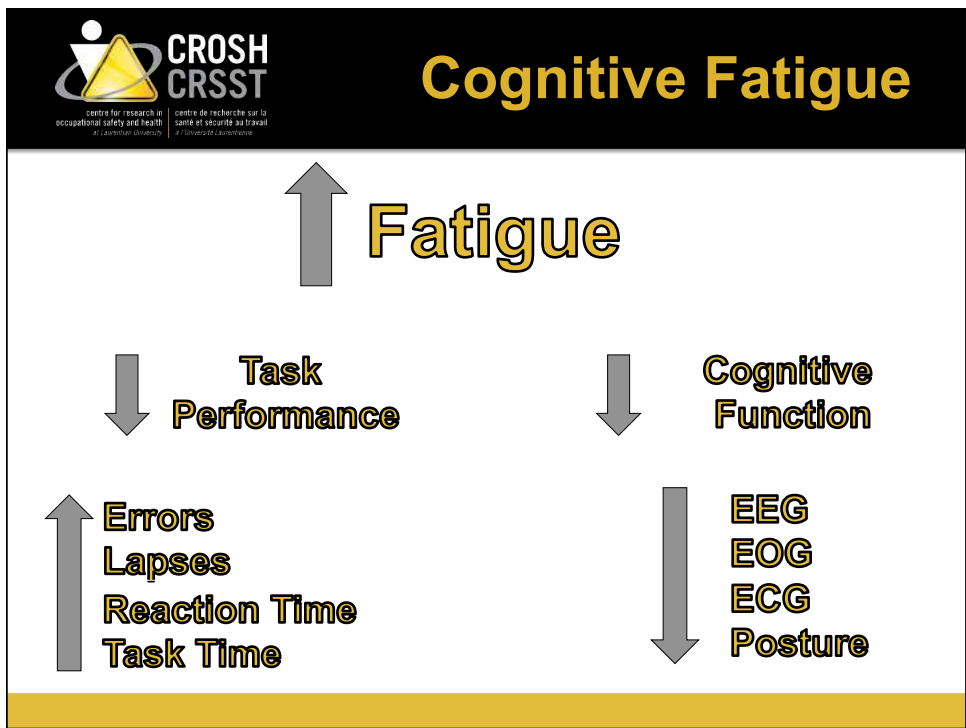 CROSH
CRSST
centre for research in
occupational safety and health
at Laurentian University
centre de recherche sur la
santé et sécurité au travail
à l'Université Laurentienne
Cognitive Fatigue
Fatigue
Task
Performance
Cognitive
Function
Errors
Lapses
Reaction Time
Task Time
EEG
EOG
ECG
Posture